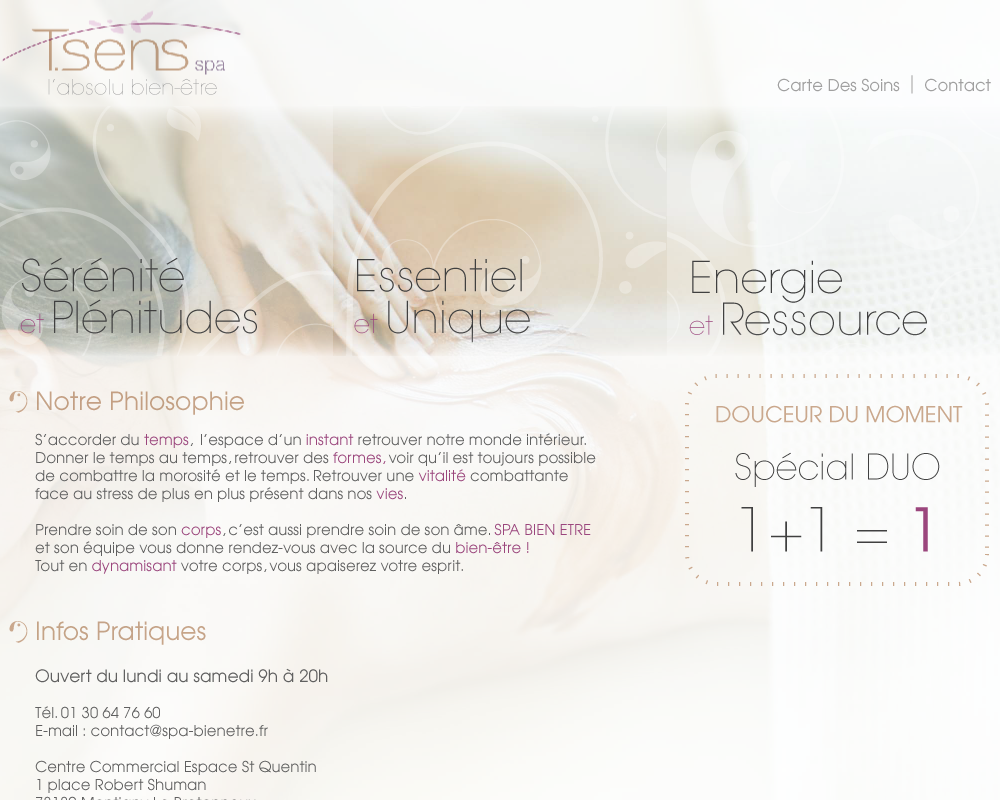 T.sens spa
l'absolu bien-être
Carte Des Soins | Contact
Sérénité
et Plénitudes
Essentiel
et Unique
Energie
et Ressource
Notre Philosophie
S'accorder du temps, l'espace d'un instant retrouver notre monde intérieur.
Donner le temps au temps, retrouver des formes, voir qu'il est toujours possible
de combattre la morosité et le temps. Retrouver une vitalité combattante
face au stress de plus en plus présent dans nos vies.
Prendre soin de son corps, c'est aussi prendre soin de son âme. SPA BIEN ETRE
et son équipe vous donne rendez-vous avec la source du bien-être !
Tout en dynamisant votre corps, vous apaiserez votre esprit.
DOUCEUR DU MOMENT
Spécial DUO
1+1 = 1
Infos Pratiques
Ouvert du lundi au samedi 9h à 20h
Tél. 01 30 64 76 60
E-mail : contact@spa-bienetre.fr
Centre Commercial Espace St Quentin
1 place Robert Shuman